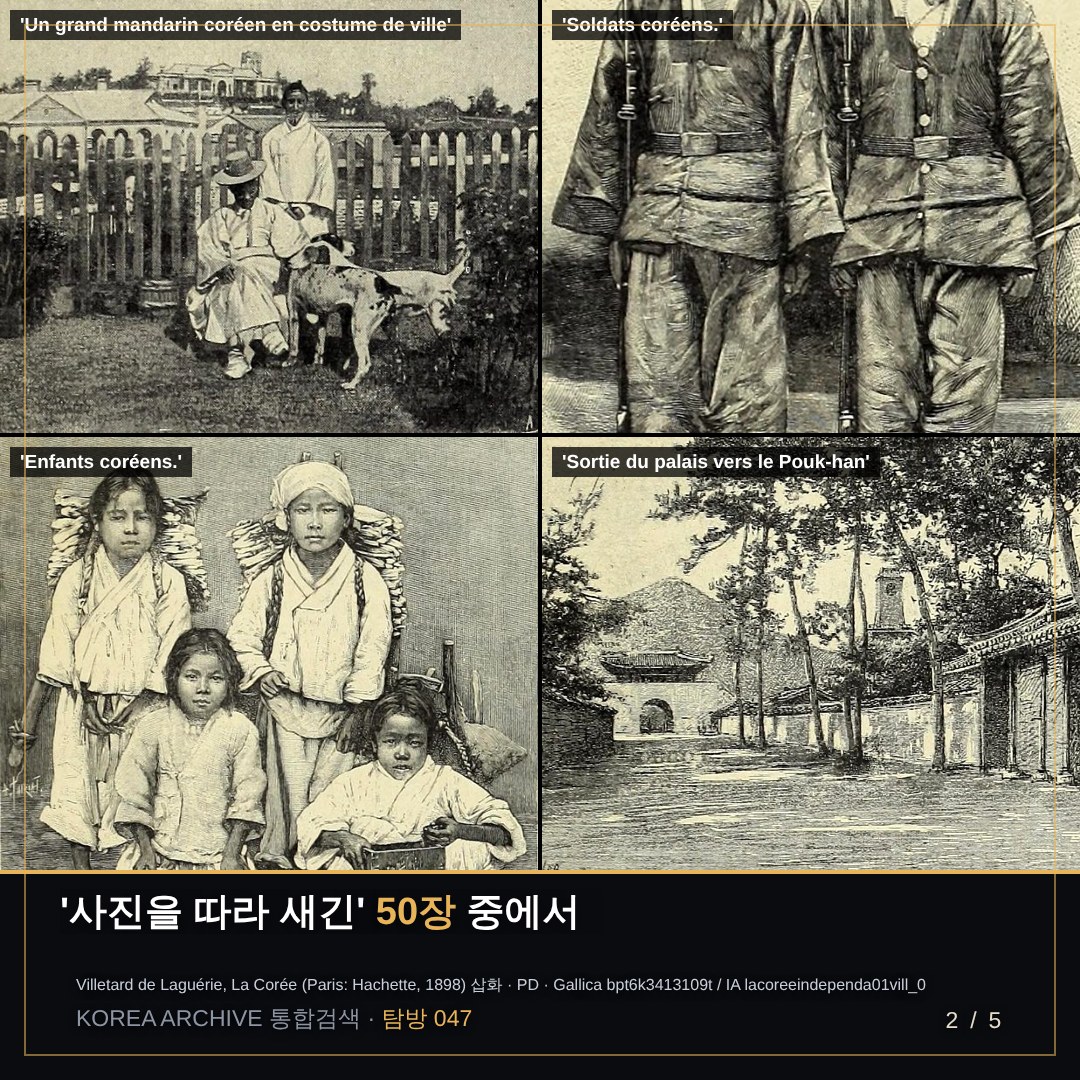 'Un grand mandarin coréen en costume de ville'
'Soldats coréens.'
'Enfants coréens.'
'Sortie du palais vers le Pouk-han'
'사진을 따라 새긴' 50장 중에서
Villetard de Laguérie, La Corée (Paris: Hachette, 1898) 삽화 · PD · Gallica bpt6k3413109t / IA lacoreeindependa01vill_0
KOREA ARCHIVE 통합검색 · 탐방 047
2 / 5